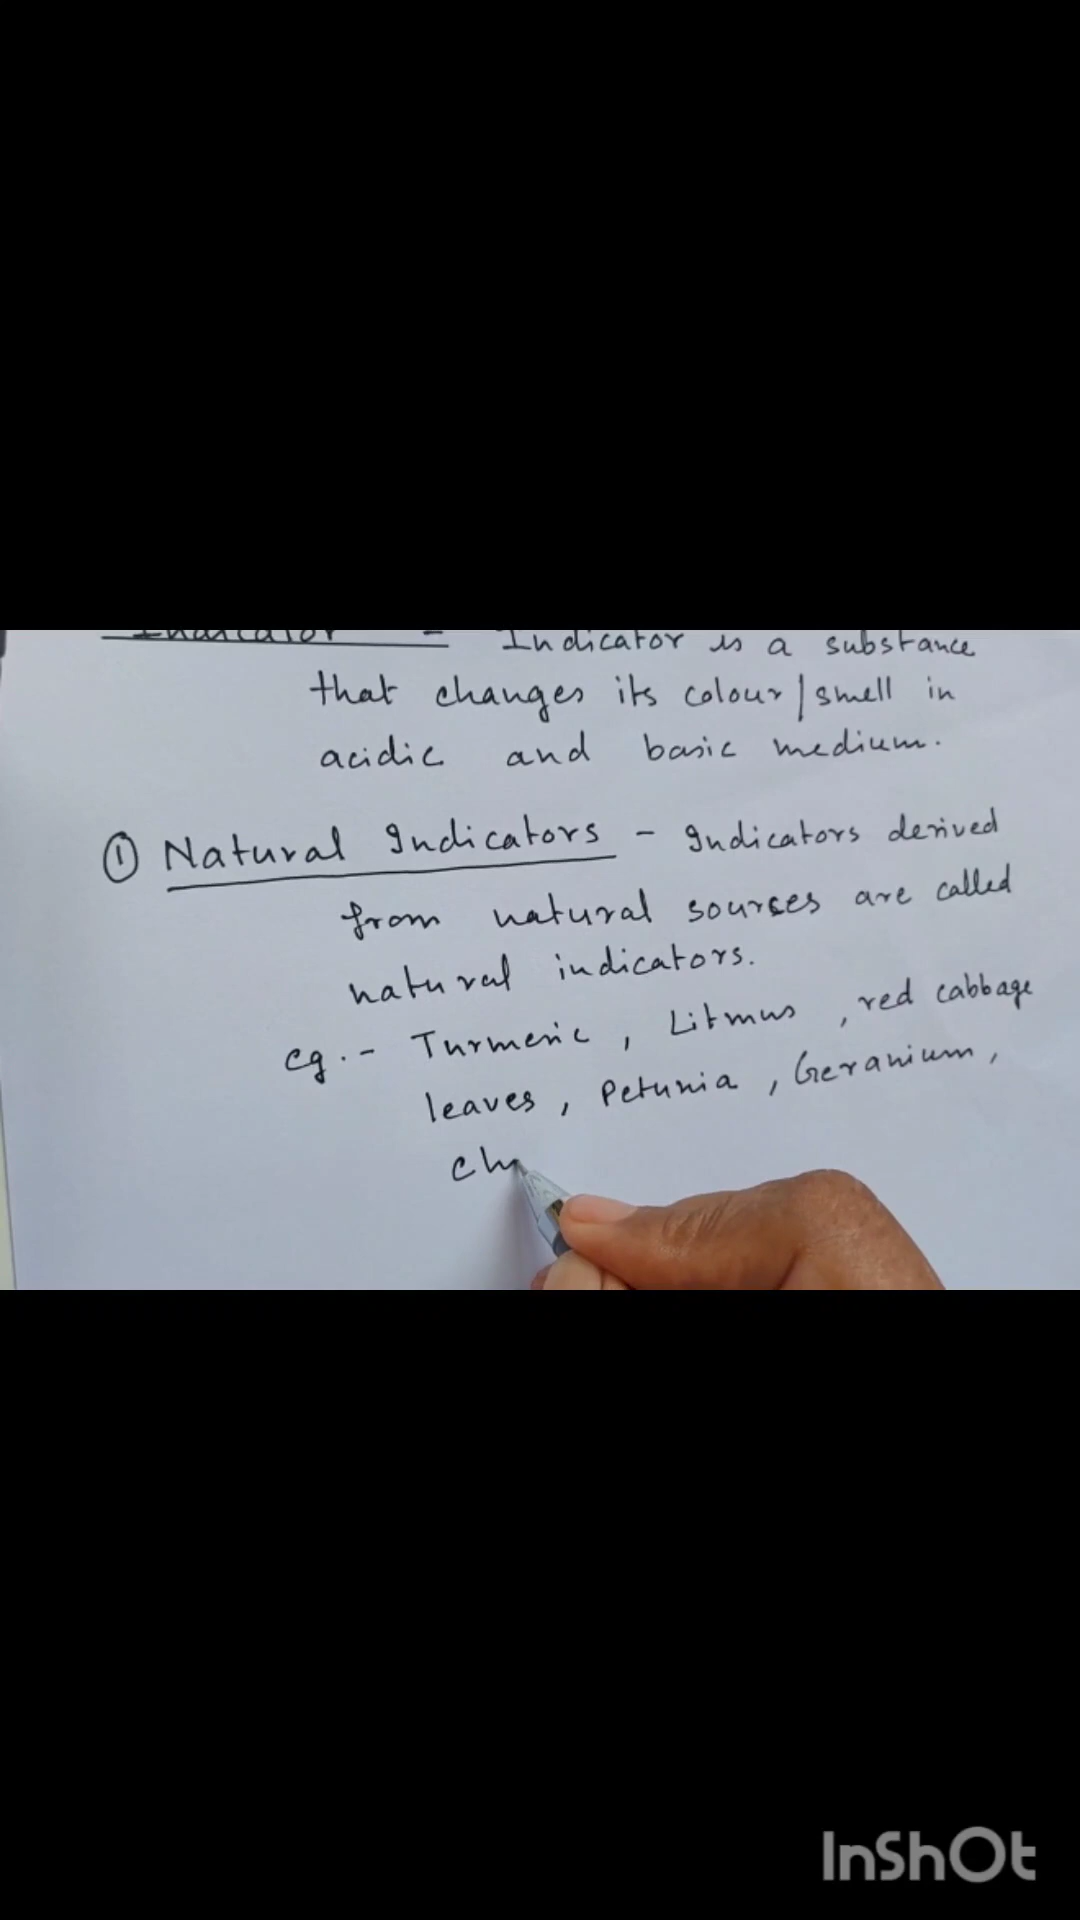 Indicator - Indicator is a substance
that changes its colour/smell in
acidic and basic medium.
① Natural Indicators - Indicators derived
from natural sources are called
natural indicators.
eg.- Turmeric, Litmus, red cabbage
leaves, Petunia, Geranium,
InShOt